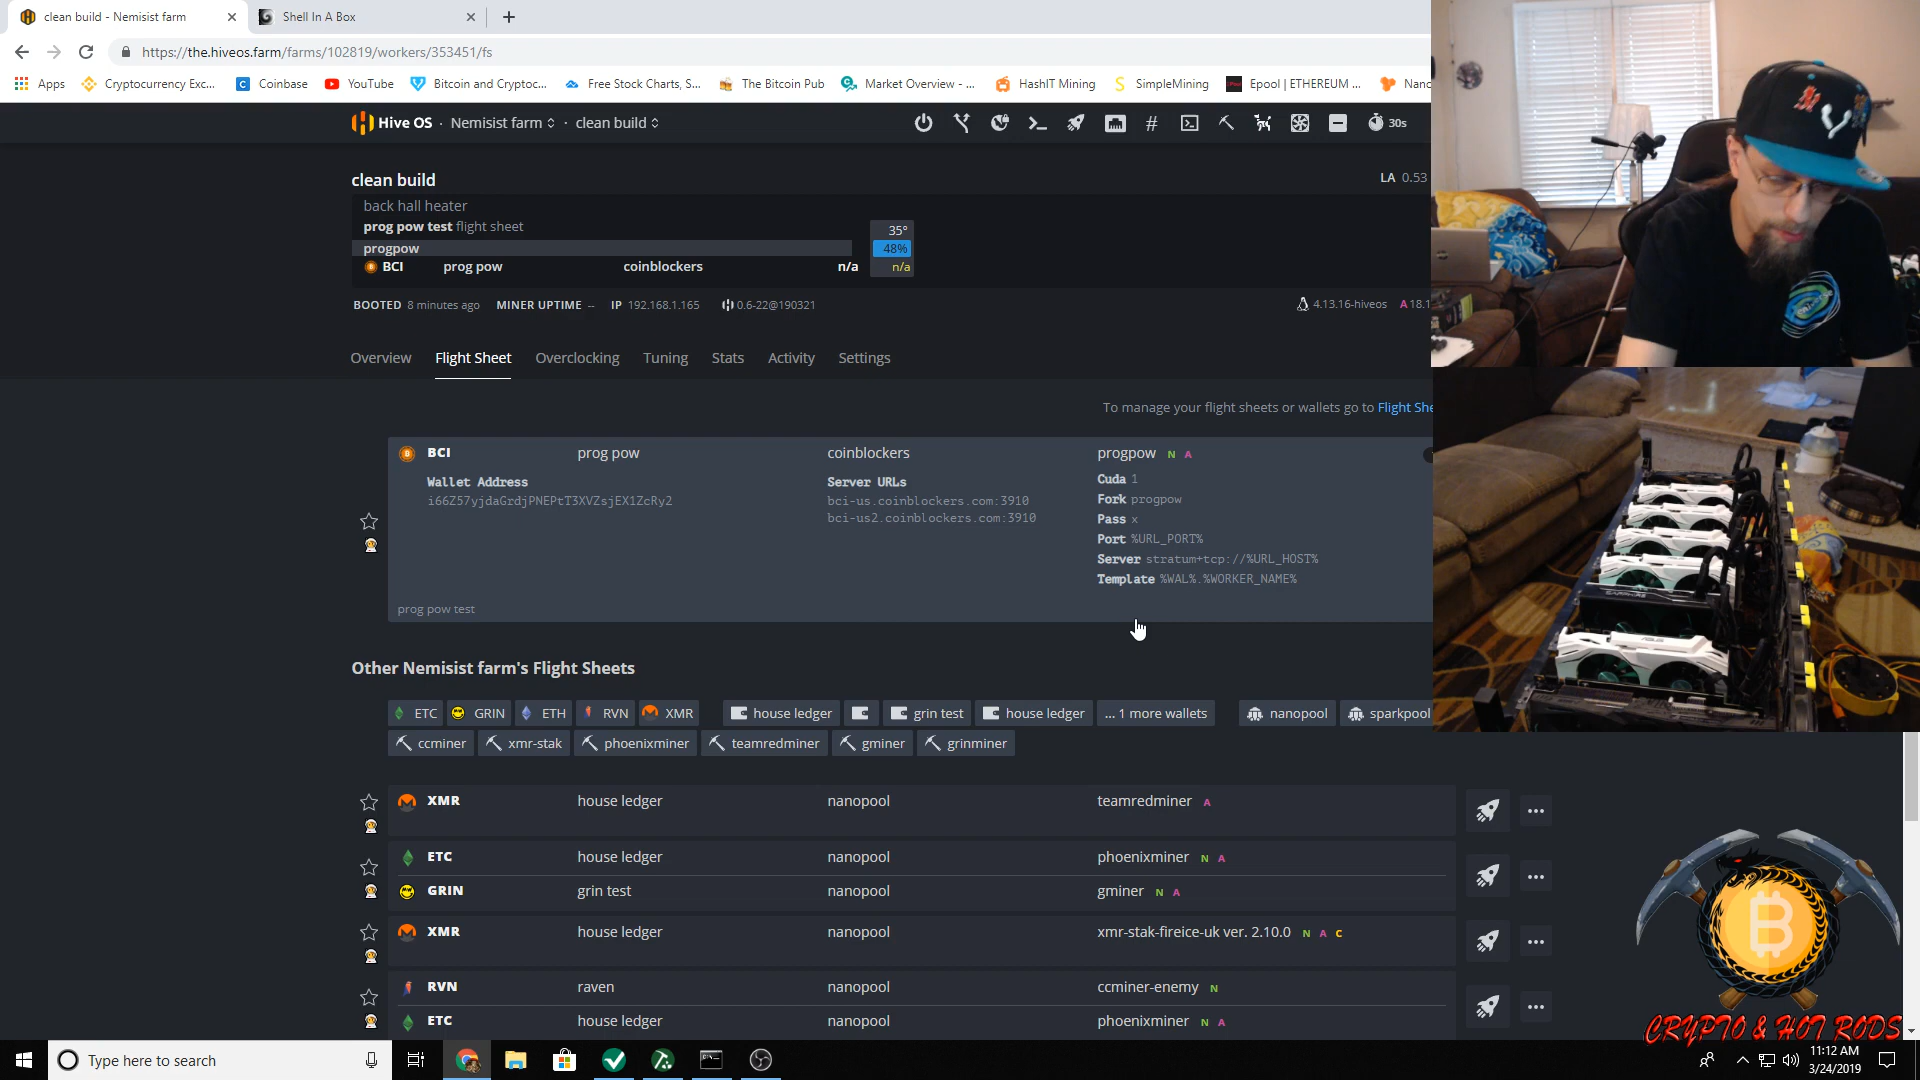 clean build - Nemisist farm
Shell In A Box
https://the.hiveos.farm/farms/102819/workers/353451/fs
Apps Cryptocurrency Exc... Coinbase YouTube Bitcoin and Cryptoc... Free Stock Charts, S... The Bitcoin Pub Market Overview - ... HashIT Mining SimpleMining Epool | ETHEREUM ... Nanc
Hive OS · Nemisist farm · clean build 30s
clean build LA 0.53
back hall heater
prog pow test flight sheet 35°
progpow 48%
BCI prog pow coinblockers n/a n/a
BOOTED 8 minutes ago MINER UPTIME -- IP 192.168.1.165 0.6-22@190321 4.13.16-hiveos A 18.1
Overview Flight Sheet Overclocking Tuning Stats Activity Settings
To manage your flight sheets or wallets go to Flight She
BCI prog pow coinblockers progpow N A
Wallet Address Server URLs Cuda 1
i66Z57yjdaGrdjPNEPtT3XVZsjEX1ZcRy2 bci-us.coinblockers.com:3910 Fork progpow
bci-us2.coinblockers.com:3910 Pass x
Port %URL_PORT%
Server stratum+tcp://%URL_HOST%
Template %WAL%.%WORKER_NAME%
prog pow test
Other Nemisist farm's Flight Sheets
ETC GRIN ETH RVN XMR house ledger grin test house ledger ... 1 more wallets nanopool sparkpool
ccminer xmr-stak phoenixminer teamredminer gminer grinminer
XMR house ledger nanopool teamredminer A
ETC house ledger nanopool phoenixminer N A
GRIN grin test nanopool gminer N A
XMR house ledger nanopool xmr-stak-fireice-uk ver. 2.10.0 N A C
RVN raven nanopool ccminer-enemy N
ETC house ledger nanopool phoenixminer N A
CRYPTO & HOT RODS
Type here to search
11:12 AM
3/24/2019